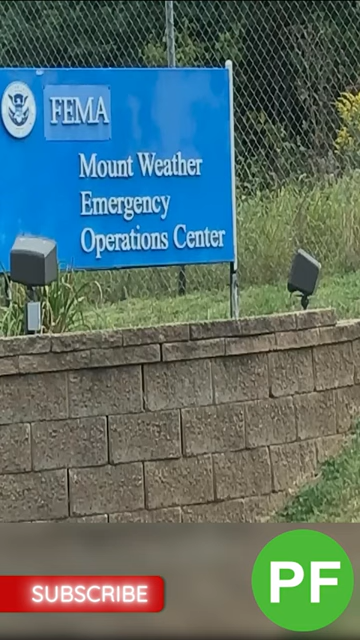 FEMA
Mount Weather
Emergency
Operations Center
SUBSCRIBE
PF